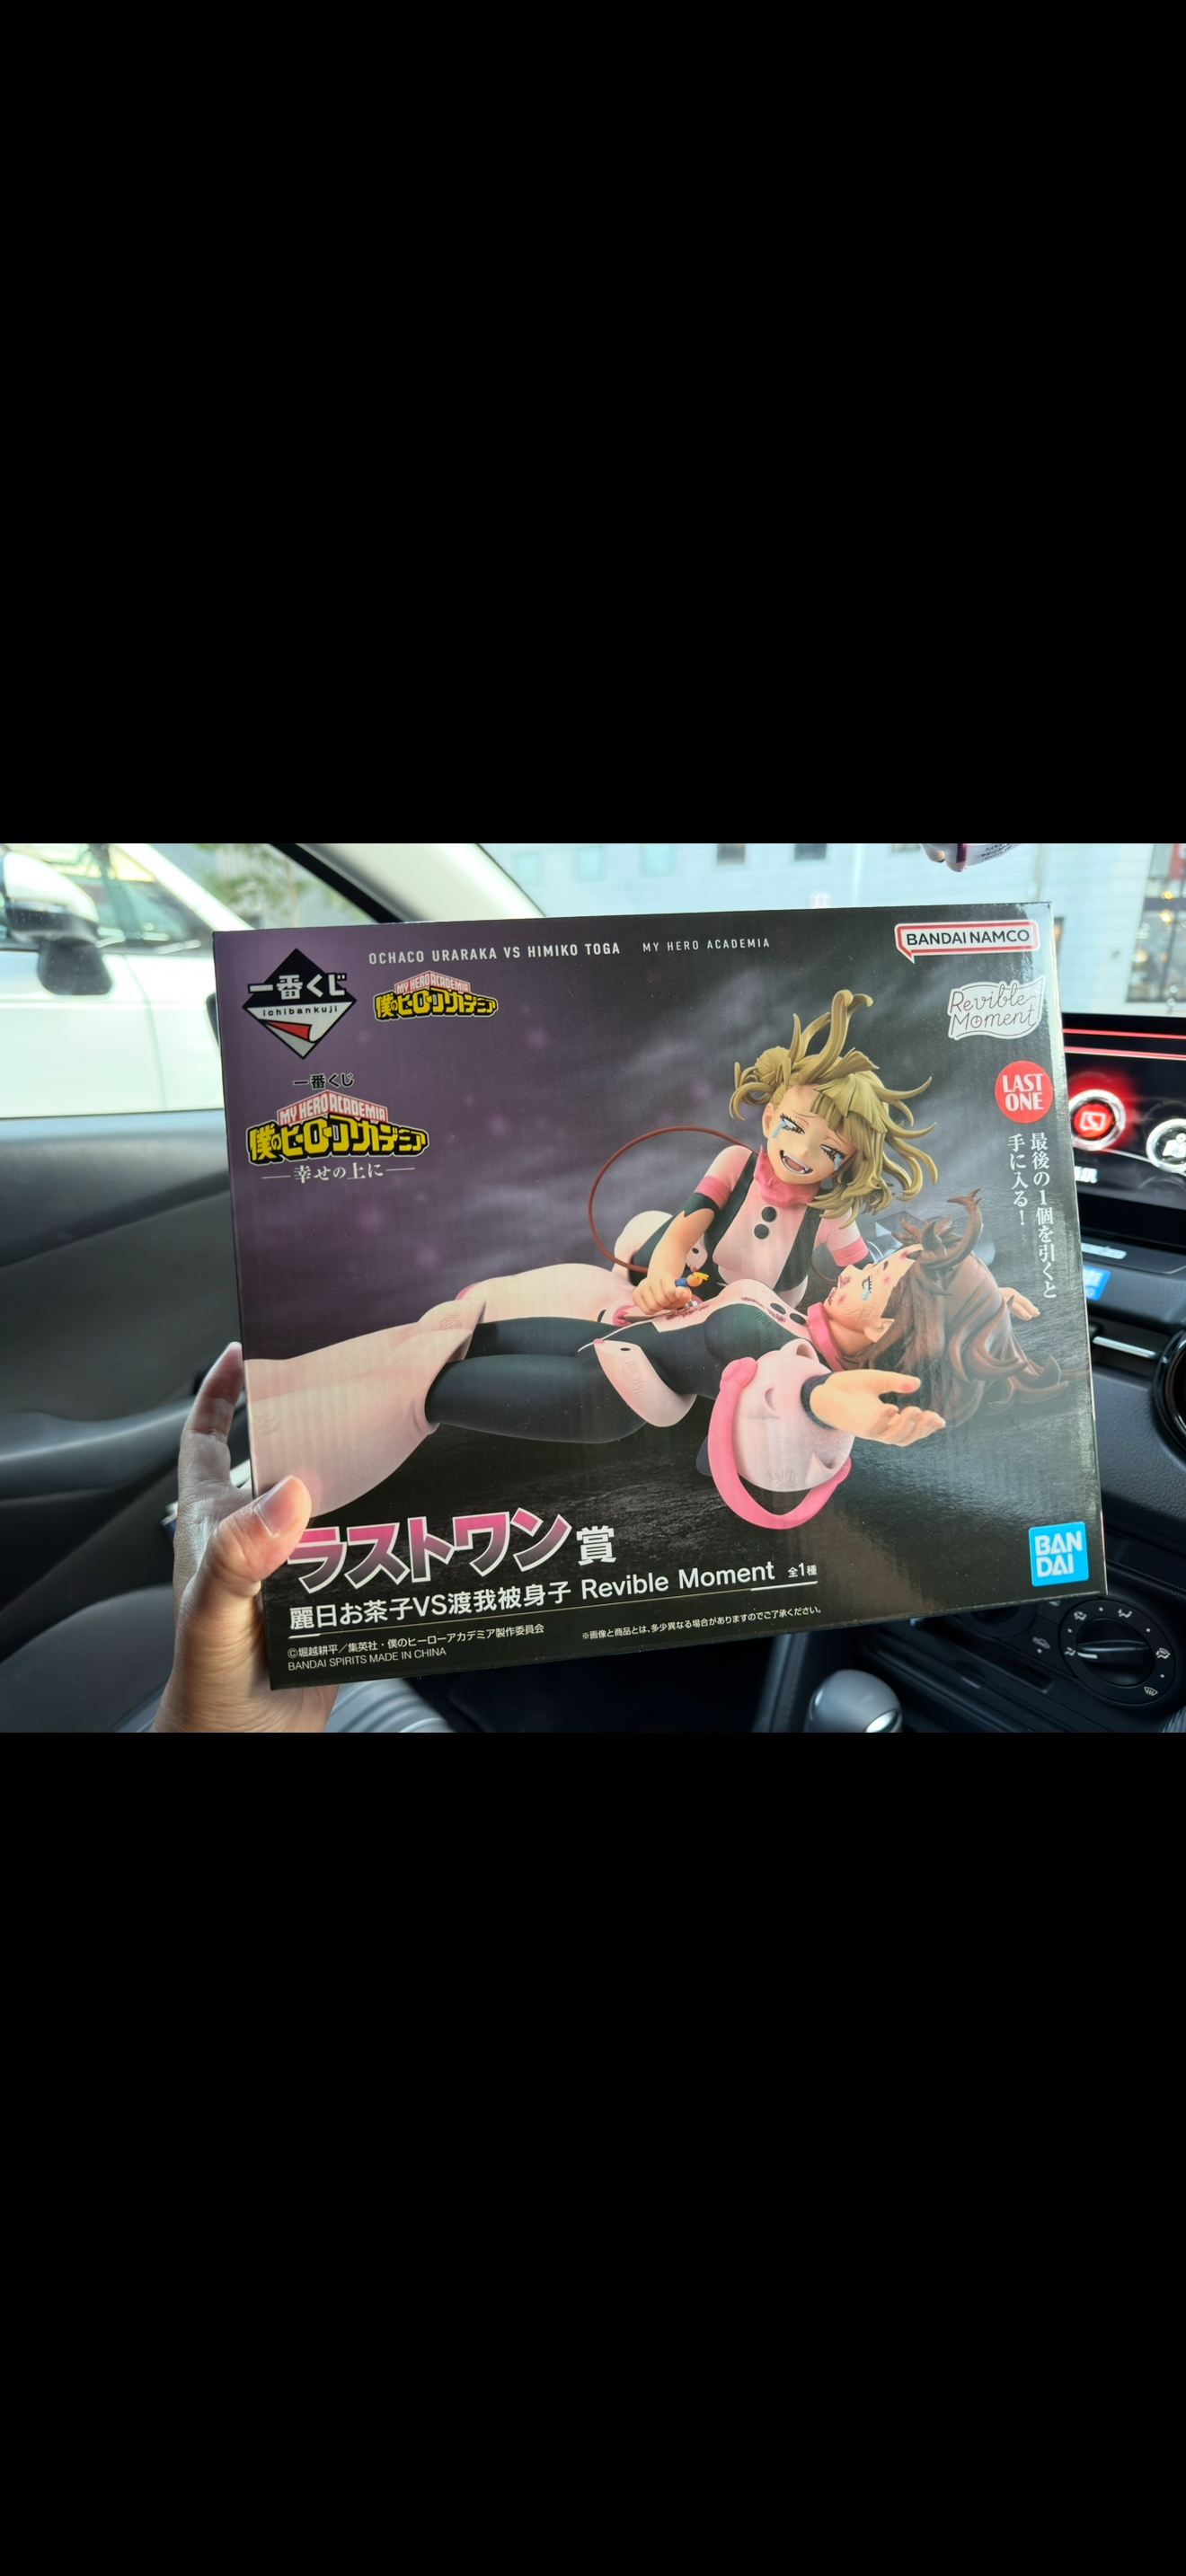 OCHACO URARAKA VS HIMIKO TOGA MY HERO ACADEMIA
BANDAI NAMCO
一番くじ
ichibankuji
MY HERO ACADEMIA
僕のヒーローアカデミア
Revible
Moment
一番くじ
MY HERO ACADEMIA
僕のヒーローアカデミア
幸せの上に
LAST
ONE
最後の1個を引くと
手に入る!
ラストワン賞
麗日お茶子VS渡我被身子 Revible Moment 全1種
©堀越耕平/集英社・僕のヒーローアカデミア製作委員会
BANDAI SPIRITS MADE IN CHINA
※画像と商品とは、多少異なる場合がありますのでご了承ください。
BAN
DAI